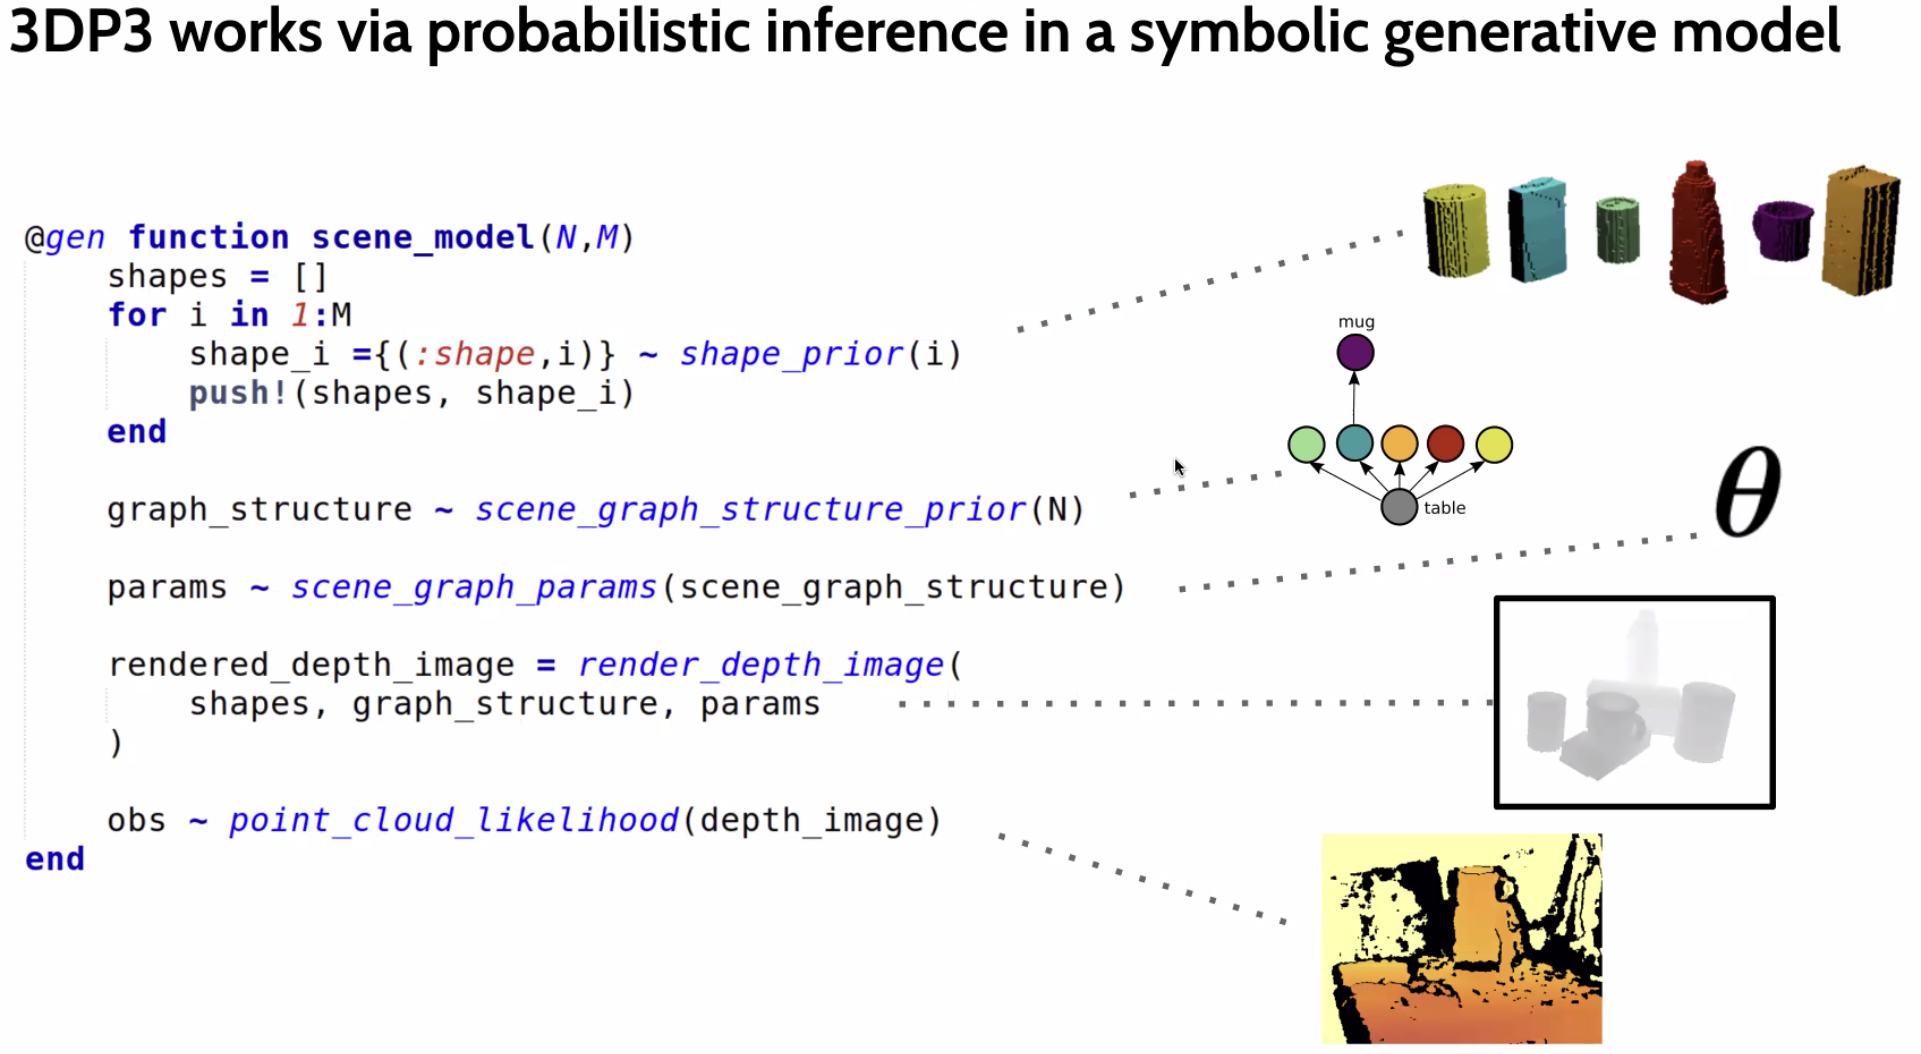 3DP3 works via probabilistic inference in a symbolic generative model
@gen function scene_model(N,M)
shapes = []
for i in 1:M
shape_i ={(:shape,i)} ~ shape_prior(i)
push!(shapes, shape_i)
end
graph_structure ~ scene_graph_structure_prior(N)
params ~ scene_graph_params(scene_graph_structure)
rendered_depth_image = render_depth_image(
shapes, graph_structure, params
)
obs ~ point_cloud_likelihood(depth_image)
end
mug
table
θ